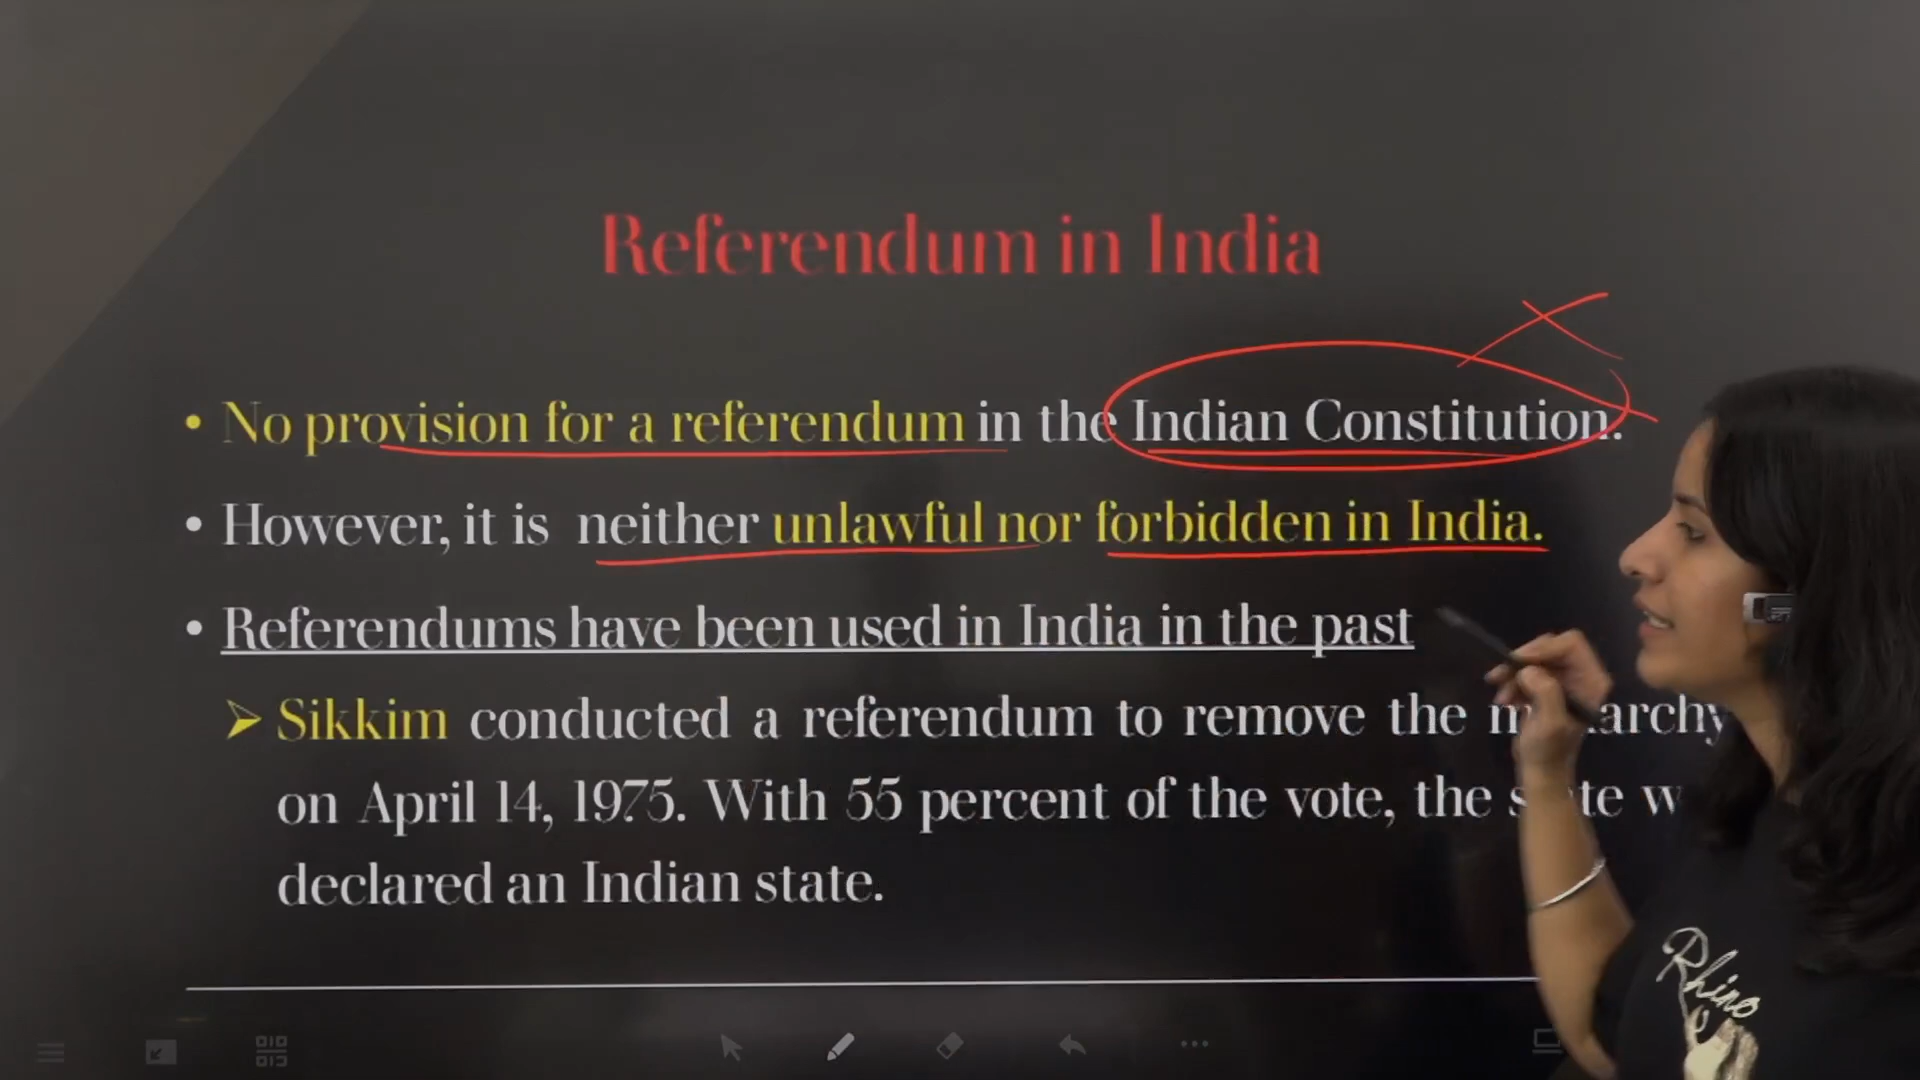 Referendum in India
• No provision for a referendum in the Indian Constitution.
• However, it is neither unlawful nor forbidden in India.
• Referendums have been used in India in the past
➢ Sikkim conducted a referendum to remove the
on April 14, 1975. With 55 percent of the vote, the
declared an Indian state.
Rhino